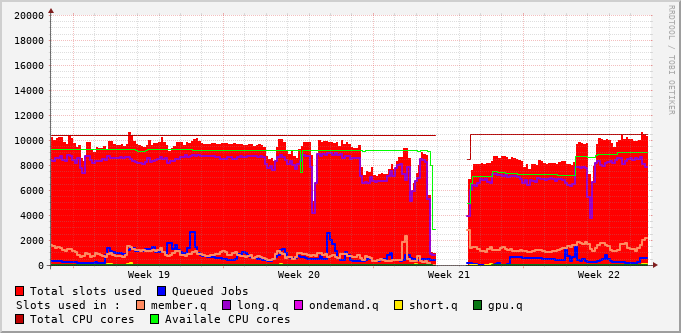 20000
18000
16000
14000
12000
10000
8000
6000
4000
2000
0
Week 19 Week 20 Week 21 Week 22
RRDTOOL / TOBI OETIKER
Total slots used Queued Jobs
Slots used in : member.q long.q ondemand.q short.q gpu.q
Total CPU cores Availale CPU cores